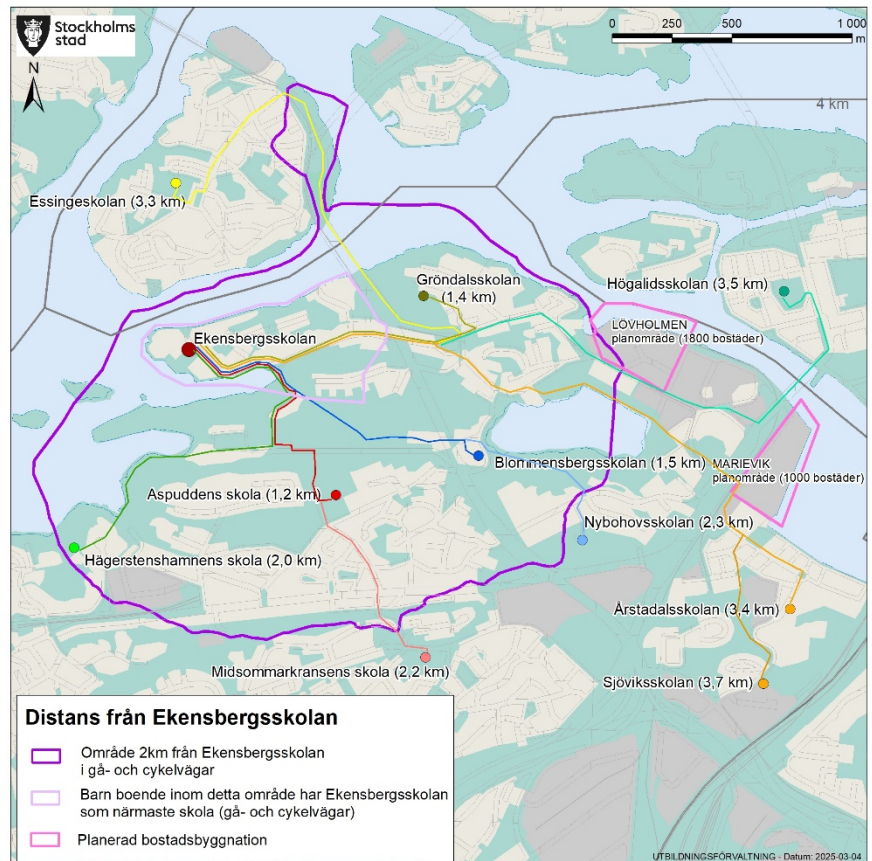 Stockholms
stad
N
0 250 500 1 000
m
4 km
Essingeskolan (3,3 km)
Gröndalsskolan
(1,4 km)
Högalidsskolan (3,5 km)
Ekensbergsskolan
LÖVHOLMEN
planområde (1800 bostäder)
Blommensbergsskolan (1,5 km)
MARIEVIK
planområde (1000 bostäder)
Aspuddens skola (1,2 km)
Nybohovsskolan (2,3 km)
Hägerstenshamnens skola (2,0 km)
Årstadalsskolan (3,4 km)
Midsommarkransens skola (2,2 km)
Sjöviksskolan (3,7 km)
Distans från Ekensbergsskolan
Område 2km från Ekensbergsskolan
i gå- och cykelvägar
Barn boende inom detta område har Ekensbergsskolan
som närmaste skola (gå- och cykelvägar)
Planerad bostadsbyggnation
UTBILDNINGSFÖRVALTNING - Datum: 2025-03-04